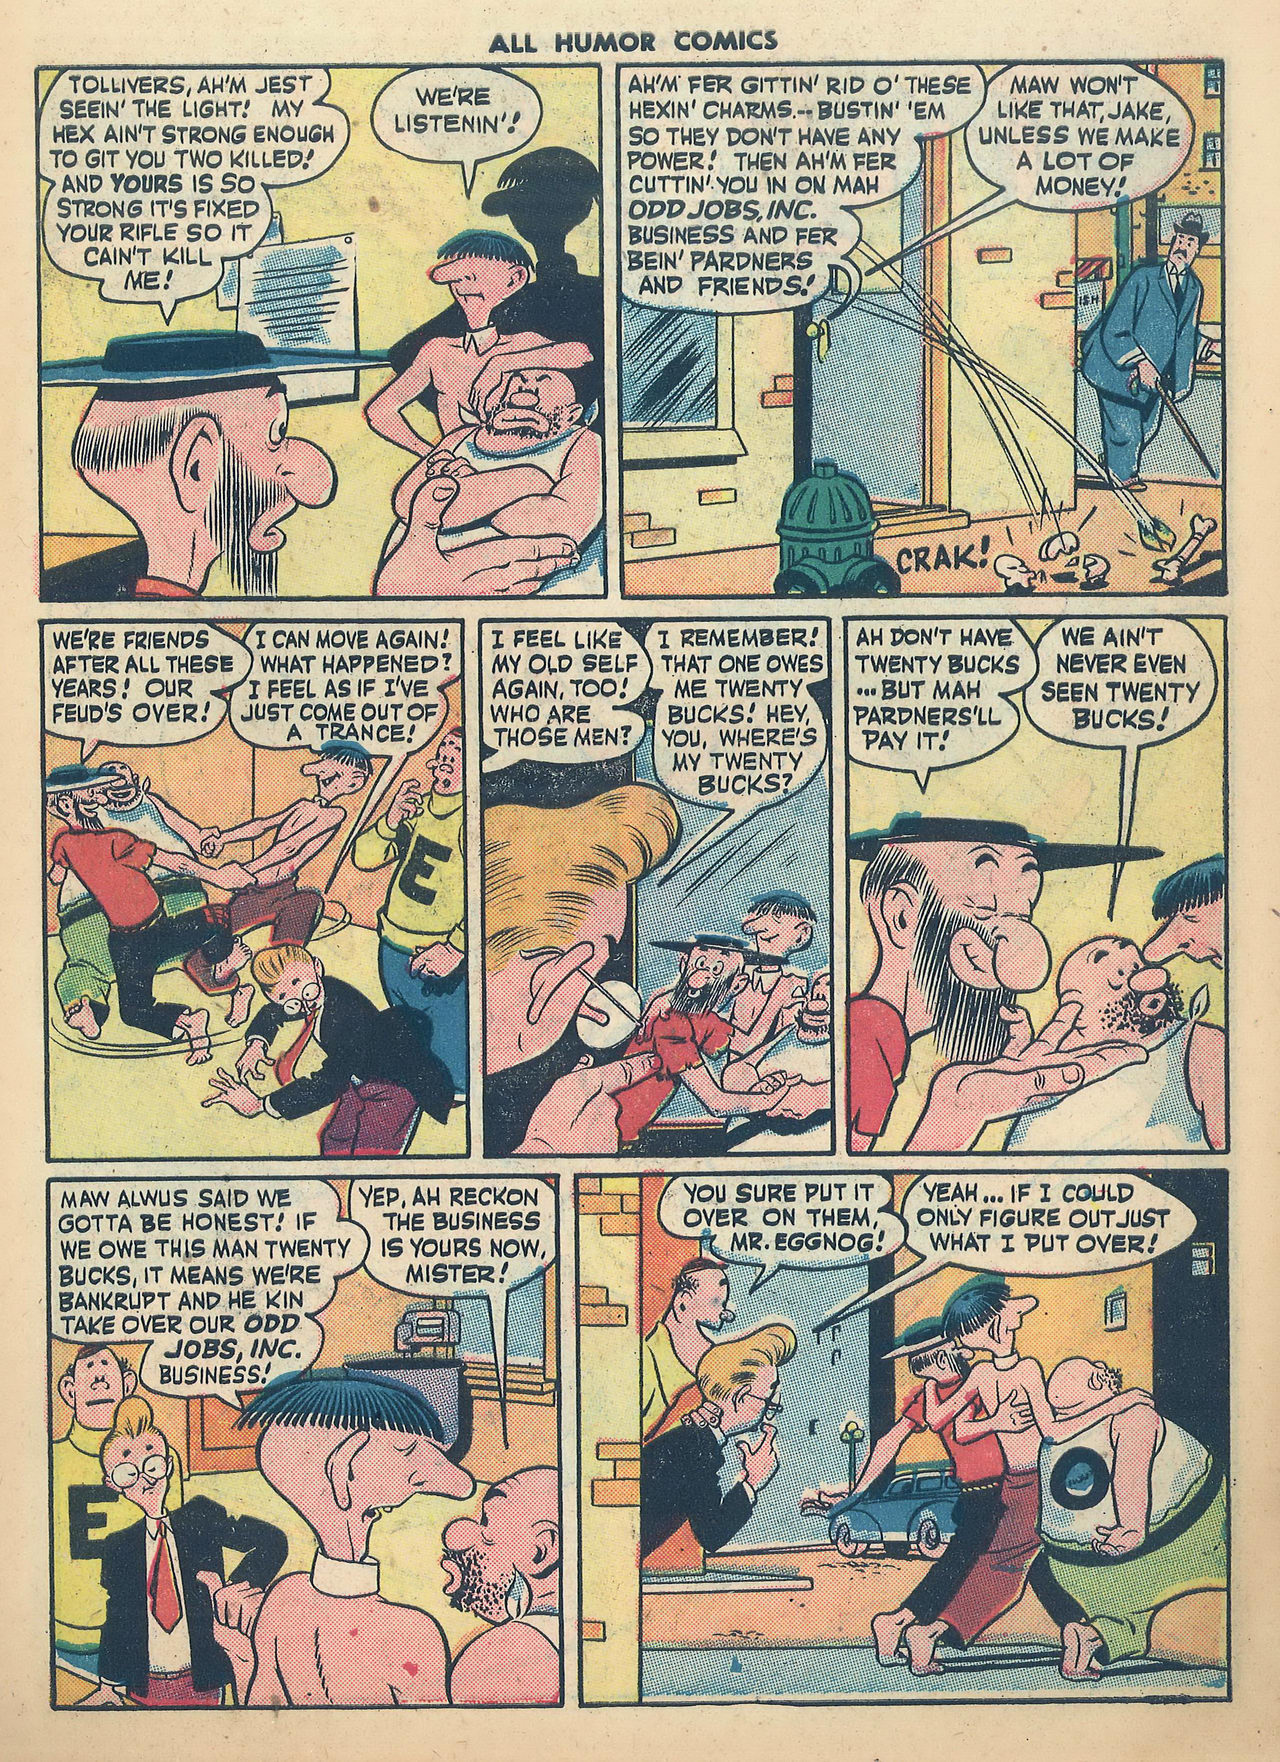 ALL HUMOR COMICS
TOLLIVERS, AH'M JEST
SEEIN' THE LIGHT! MY
HEX AIN'T STRONG ENOUGH
TO GIT YOU TWO KILLED!
AND YOURS IS SO
STRONG IT'S FIXED
YOUR RIFLE SO IT
CAIN'T KILL
ME!
WE'RE
LISTENIN'!
AH'M FER GITTIN' RID O' THESE
HEXIN' CHARMS.-- BUSTIN' 'EM
SO THEY DON'T HAVE ANY
POWER! THEN AH'M FER
CUTTIN' YOU IN ON MAH
ODD JOBS, INC.
BUSINESS AND FER
BEIN' PARDNERS
AND FRIENDS!
MAW WON'T
LIKE THAT, JAKE,
UNLESS WE MAKE
A LOT OF
MONEY!
CRAK!
WE'RE FRIENDS
AFTER ALL THESE
YEARS! OUR
FEUD'S OVER!
I CAN MOVE AGAIN!
WHAT HAPPENED?
I FEEL AS IF I'VE
JUST COME OUT OF
A TRANCE!
E
I FEEL LIKE
MY OLD SELF
AGAIN, TOO!
WHO ARE
THOSE MEN?
I REMEMBER!
THAT ONE OWES
ME TWENTY
BUCKS! HEY,
YOU, WHERE'S
MY TWENTY
BUCKS?
AH DON'T HAVE
TWENTY BUCKS
...BUT MAH
PARDNERS'LL
PAY IT!
WE AIN'T
NEVER EVEN
SEEN TWENTY
BUCKS!
MAW ALWUS SAID WE
GOTTA BE HONEST! IF
WE OWE THIS MAN TWENTY
BUCKS, IT MEANS WE'RE
BANKRUPT AND HE KIN
TAKE OVER OUR ODD
JOBS, INC.
BUSINESS!
YEP, AH RECKON
THE BUSINESS
IS YOURS NOW,
MISTER!
E
YOU SURE PUT IT
OVER ON THEM,
MR. EGGNOG!
YEAH... IF I COULD
ONLY FIGURE OUT JUST
WHAT I PUT OVER!